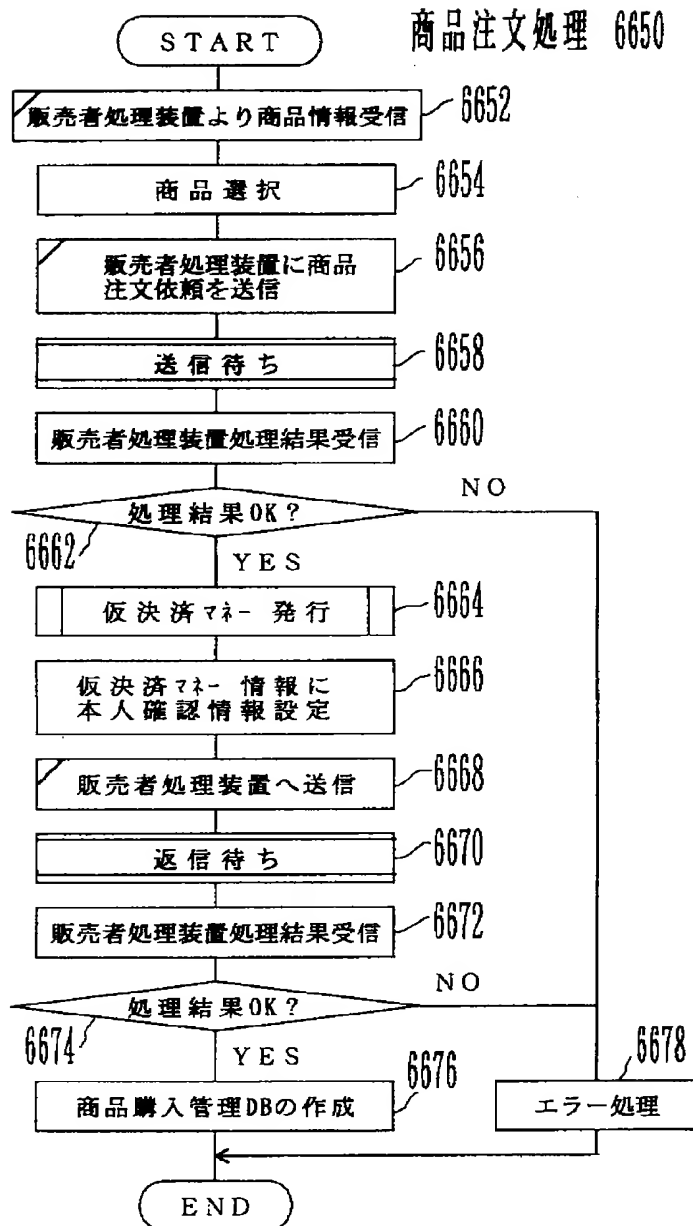 商品注文処理 6650
START
販売者処理装置より商品情報受信
6652
商品選択
6654
販売者処理装置に商品
注文依頼を送信
6656
送信待ち
6658
販売者処理装置処理結果受信
6660
処理結果OK?
NO
6662
YES
仮決済マネー 発行
6664
仮決済マネー 情報に
本人確認情報設定
6666
販売者処理装置へ送信
6668
返信待ち
6670
販売者処理装置処理結果受信
6672
処理結果OK?
NO
6674
YES
商品購入管理DBの作成
6676
エラー処理
6678
END